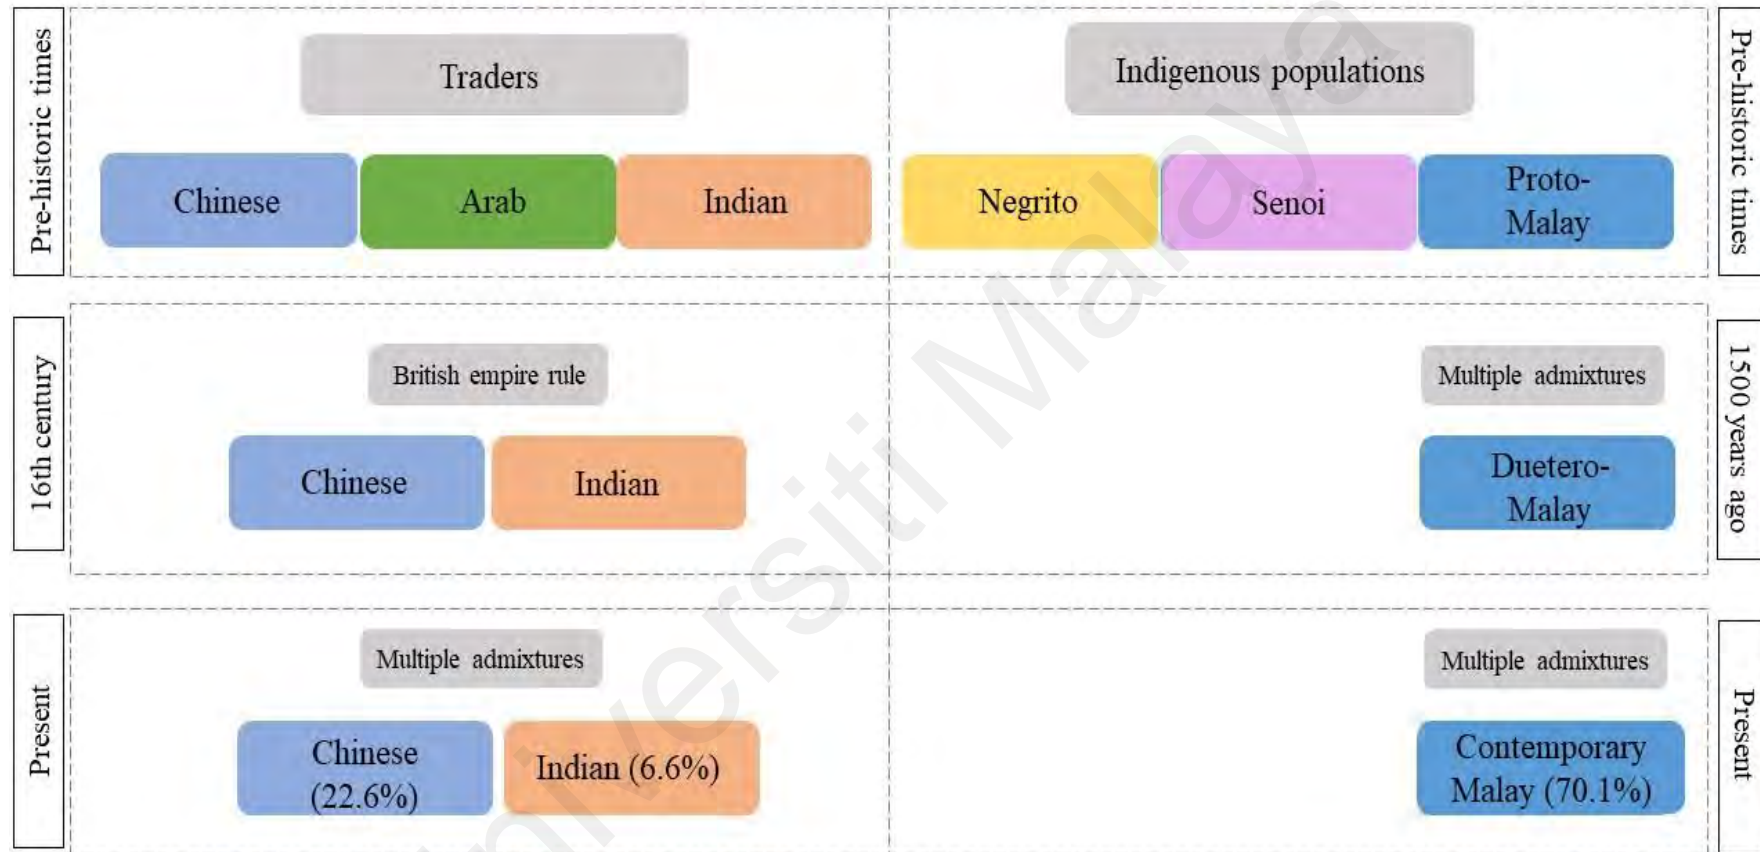 Pre-historic times
Traders
Indigenous populations
Pre-historic times
Chinese
Arab
Indian
Negrito
Senoi
Proto-
Malay
16th century
British empire rule
Multiple admixtures
1500 years ago
Chinese
Indian
Duetero-
Malay
Present
Multiple admixtures
Multiple admixtures
Present
Chinese
(22.6%)
Indian (6.6%)
Contemporary
Malay (70.1%)
niversiti Malaya